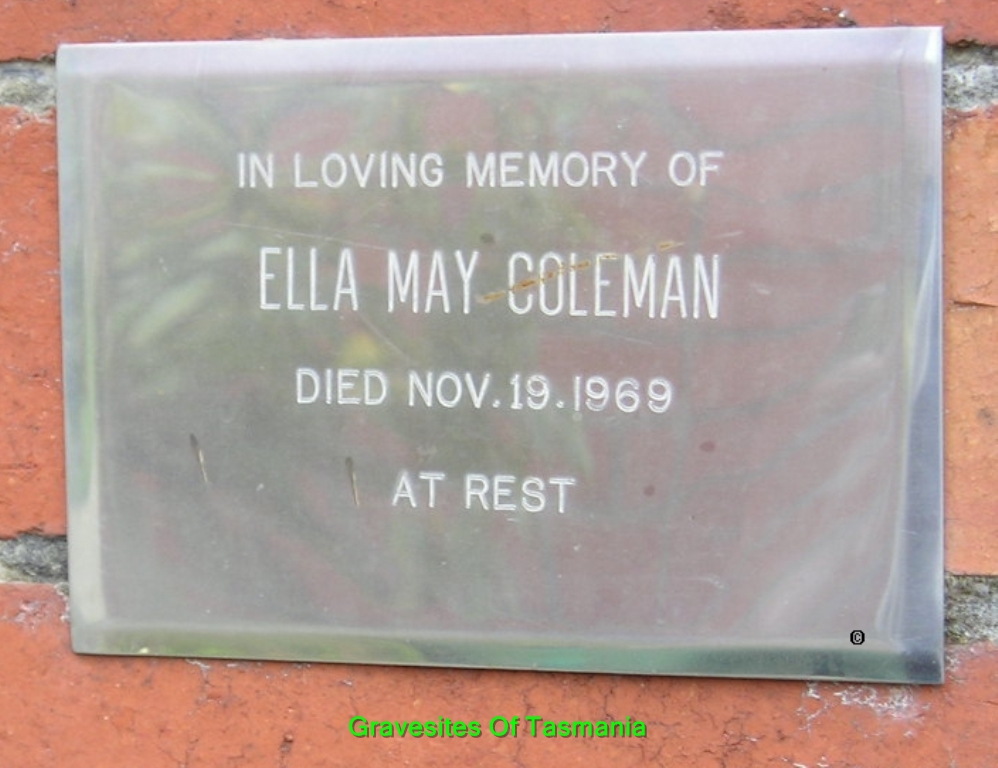 IN LOVING MEMORY OF
ELLA MAY COLEMAN
DIED NOV.19.1969
AT REST
©
Gravesites Of Tasmania